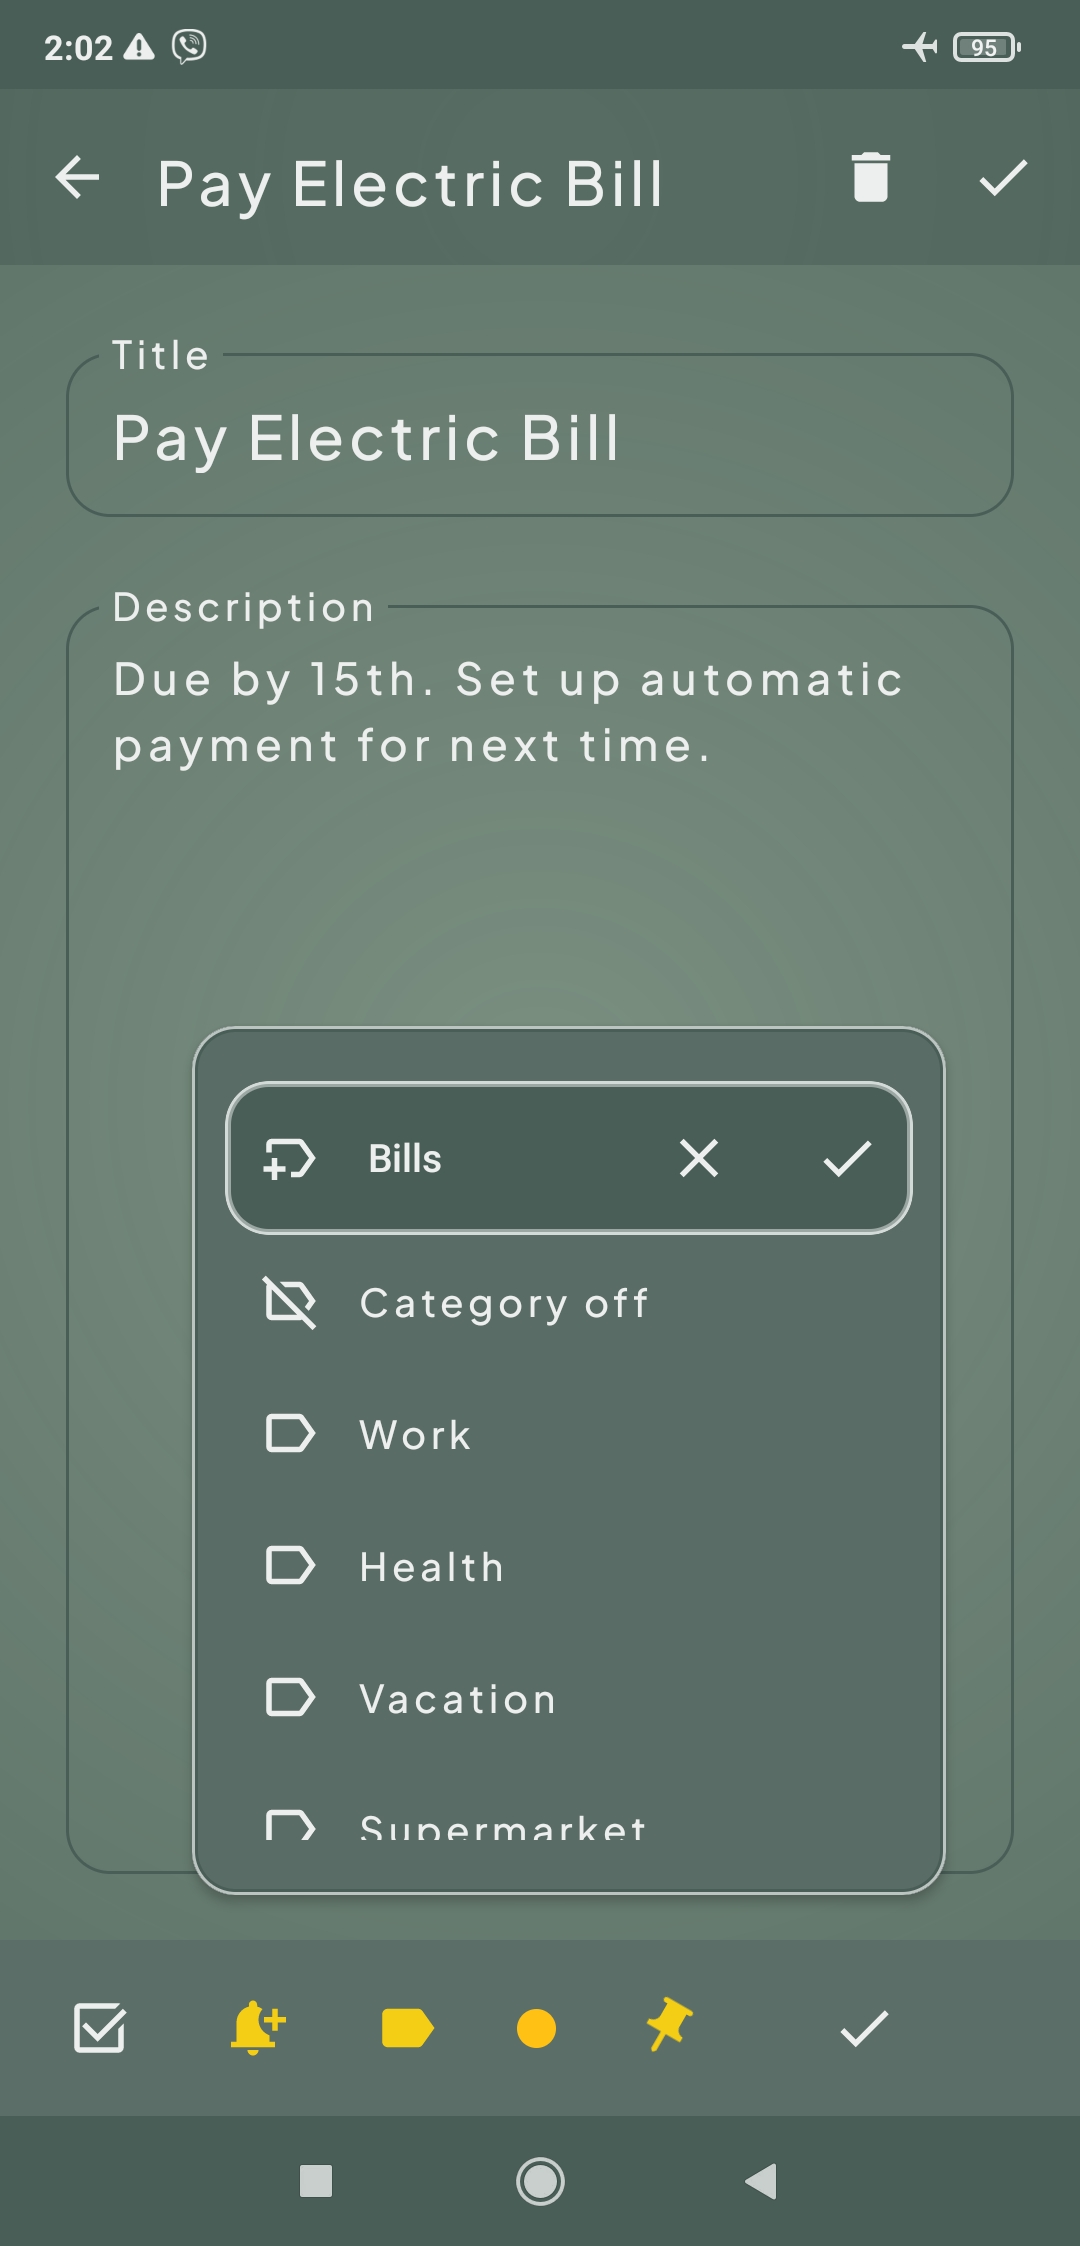 2:02
95
Pay Electric Bill
Title
Pay Electric Bill
Description
Due by 15th. Set up automatic
payment for next time.
Bills
Category off
Work
Health
Vacation
Supermarket